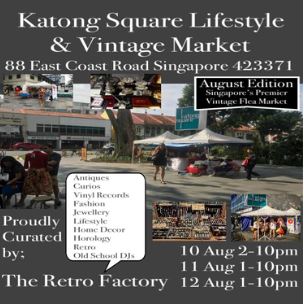 Katong Square Lifestyle
& Vintage Market
88 East Coast Road Singapore 423371
August Edition
Singapore's Premier
Vintage Flea Market
Antiques
Curios
Vinyl Records
Fashion
Jewellery
Lifestyle
Home Decor
Horology
Retro
Old School DJs
Proudly
Curated
by;
The Retro Factory
10 Aug 2-10pm
11 Aug 1-10pm
12 Aug 1-10pm